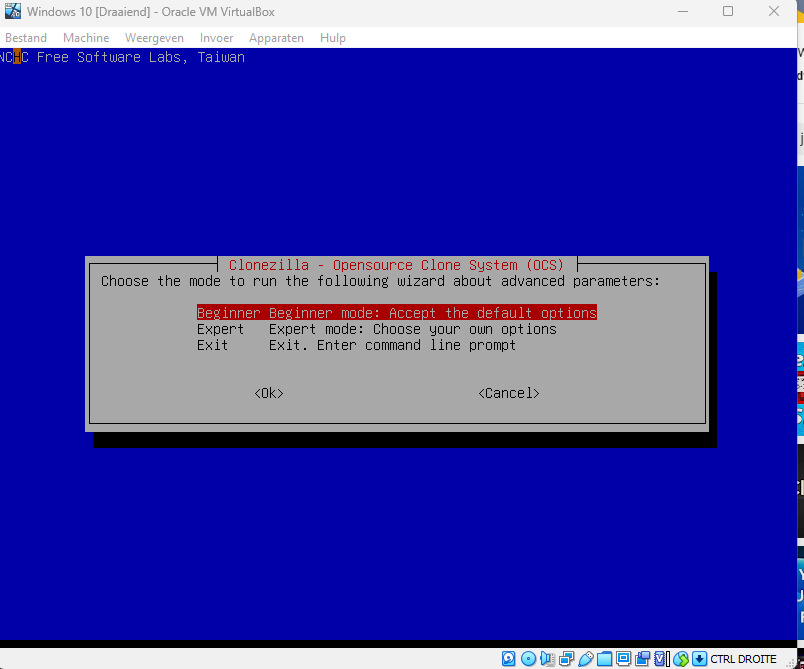 Windows 10 [Draaiend] - Oracle VM VirtualBox
Bestand Machine Weergeven Invoer Apparaten Hulp
NCHC Free Software Labs, Taiwan
Clonezilla - Opensource Clone System (OCS)
Choose the mode to run the following wizard about advanced parameters:
Beginner Beginner mode: Accept the default options
Expert Expert mode: Choose your own options
Exit Exit. Enter command line prompt
<Ok> <Cancel>
CTRL DROITE